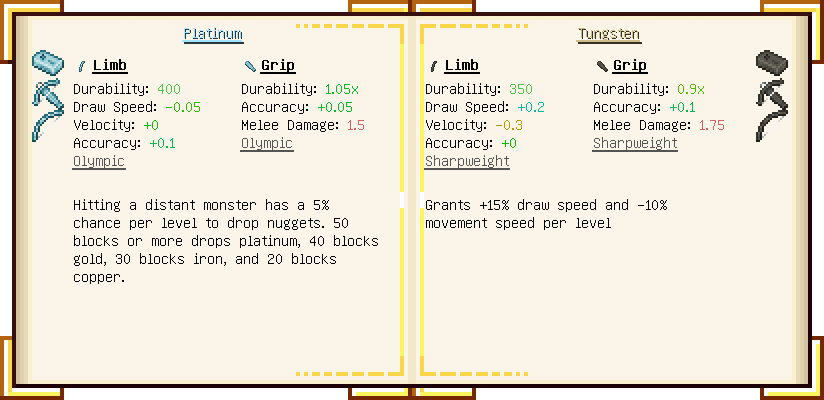 Platinum
Limb
Durability: 400
Draw Speed: -0.05
Velocity: +0
Accuracy: +0.1
Olympic
Grip
Durability: 1.05x
Accuracy: +0.05
Melee Damage: 1.5
Olympic
Hitting a distant monster has a 5%
chance per level to drop nuggets. 50
blocks or more drops platinum, 40 blocks
gold, 30 blocks iron, and 20 blocks
copper.
Tungsten
Limb
Durability: 350
Draw Speed: +0.2
Velocity: -0.3
Accuracy: +0
Sharpweight
Grip
Durability: 0.9x
Accuracy: +0.1
Melee Damage: 1.75
Sharpweight
Grants +15% draw speed and -10%
movement speed per level